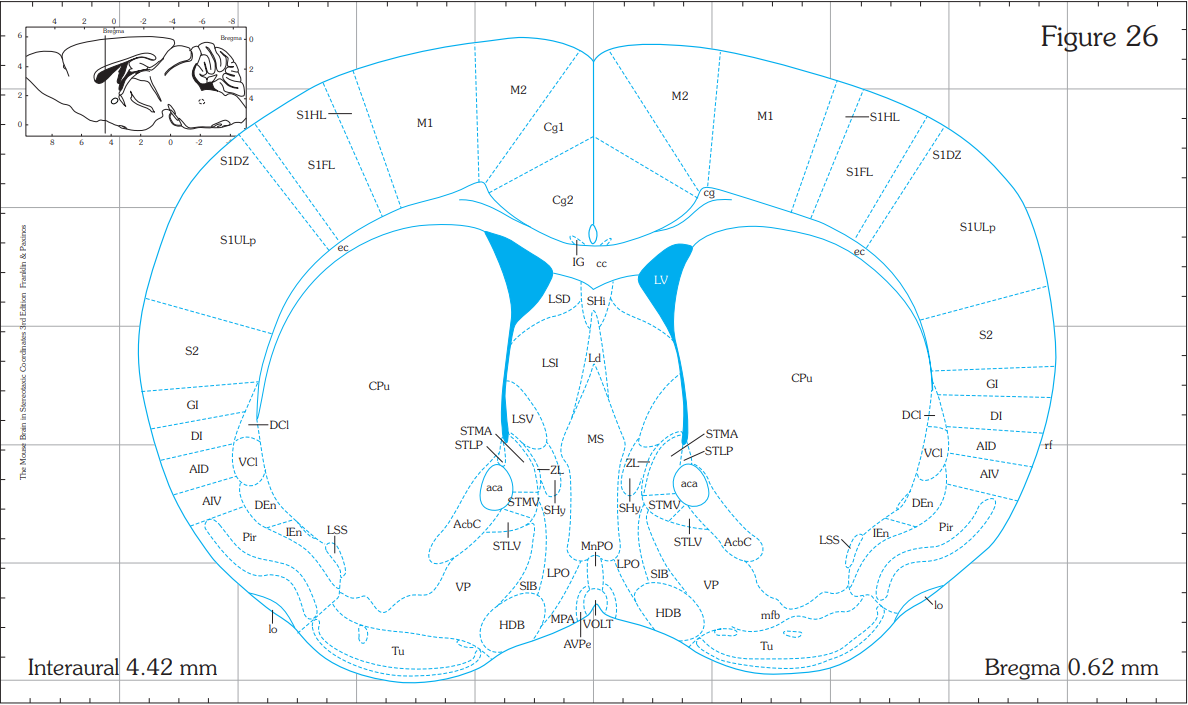 Figure 26
4 2 0 -2 -4 -6 -8
Bregma
Bregma
0
2
4
6
4
2
0
8 6 4 2 0 -2
The Mouse Brain in Stereotaxic Coordinates 3rd Edition Franklin & Paxinos
M2
M2
M1
M1
S1HL
S1HL
Cg1
S1DZ
S1DZ
S1FL
S1FL
Cg2
cg
S1ULp
S1ULp
ec
ec
IG
cc
LV
LSD
SHi
S2
S2
LSI
Ld
CPu
CPu
GI
GI
DCl
DCl
DI
DI
LSV
STMA
STMA
STLP
STLP
MS
AID
AID
rf
VCl
VCl
ZL
ZL
AIV
AIV
aca
aca
STMV
STMV
SHy
SHy
DEn
DEn
AcbC
AcbC
Pir
Pir
IEn
IEn
LSS
LSS
STLV
STLV
MnPO
LPO
LPO
SIB
SIB
VP
VP
HDB
HDB
MPA
VOLT
AVPe
mfb
lo
lo
Tu
Tu
Interaural 4.42 mm
Bregma 0.62 mm